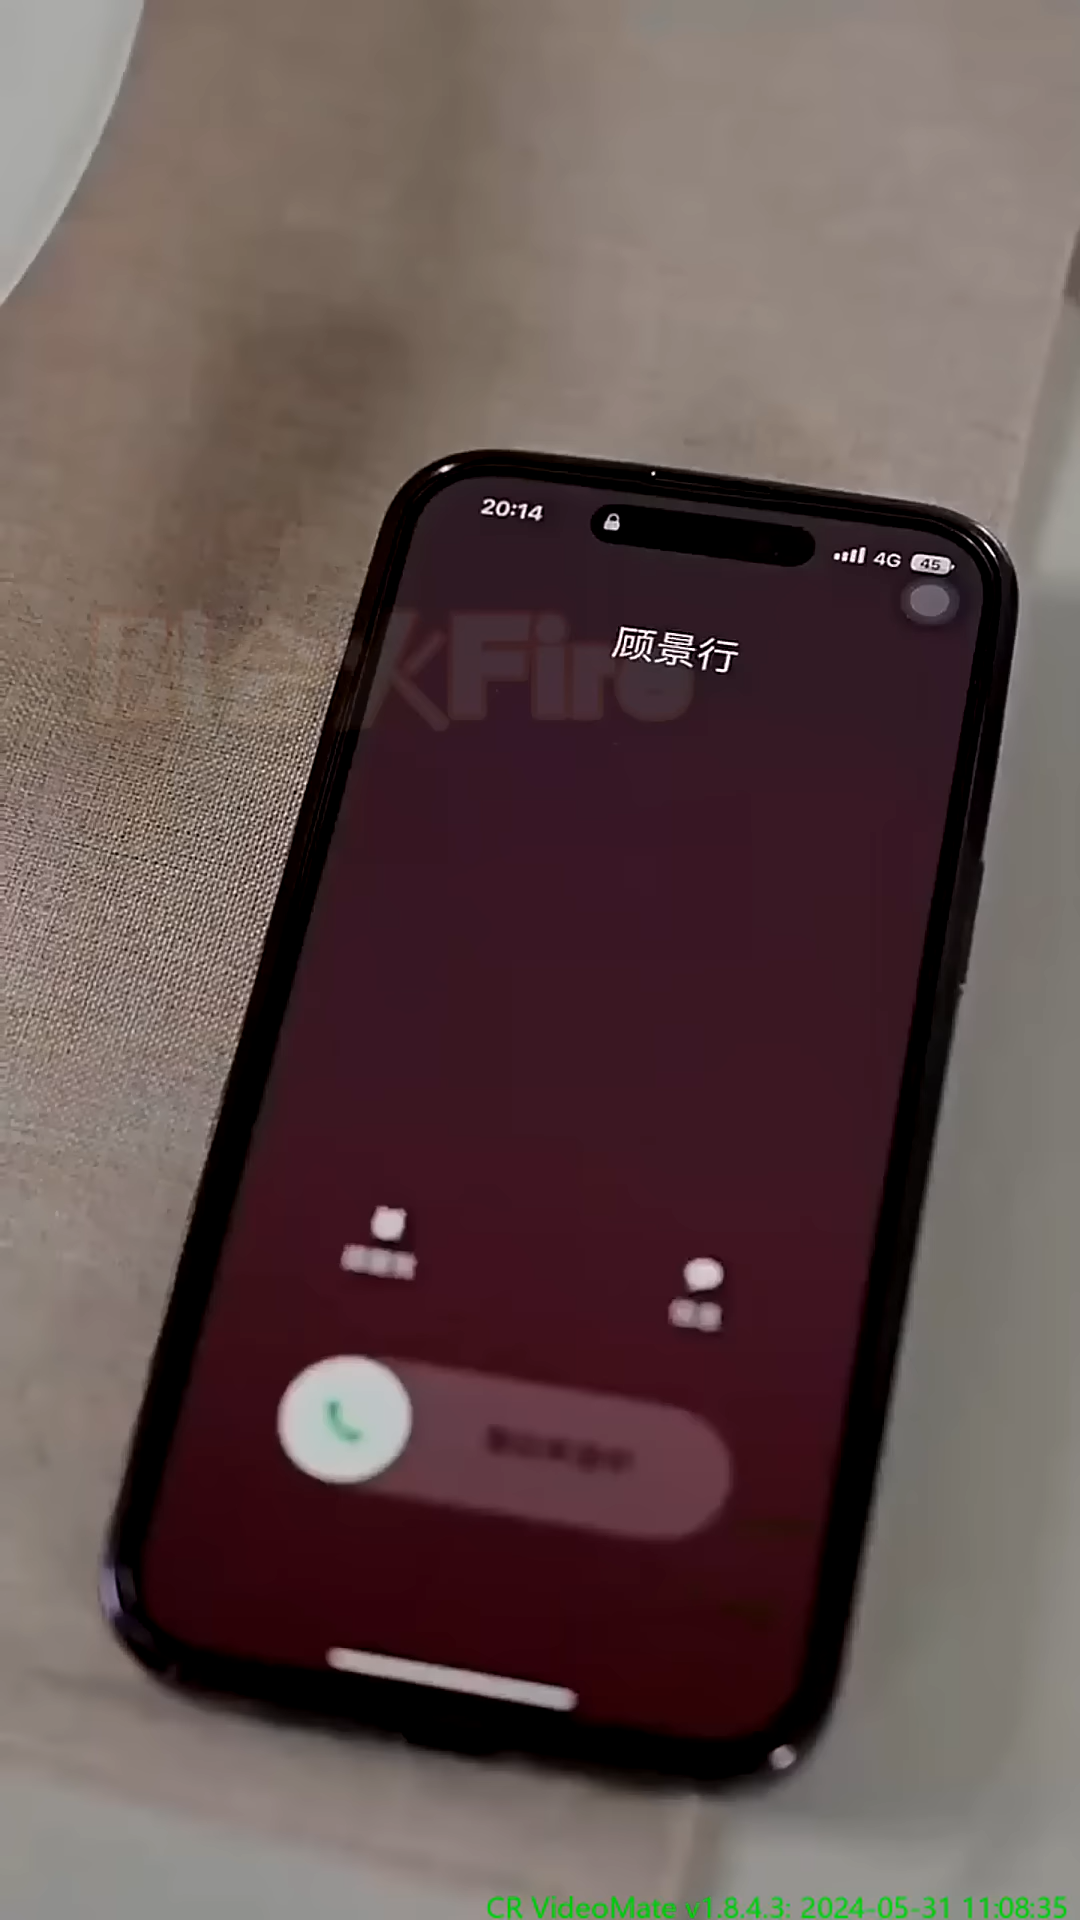 20:14
4G 45
顾景行
BlackFire
CR VideoMate v1.8.4.3: 2024-05-31 11:08:35